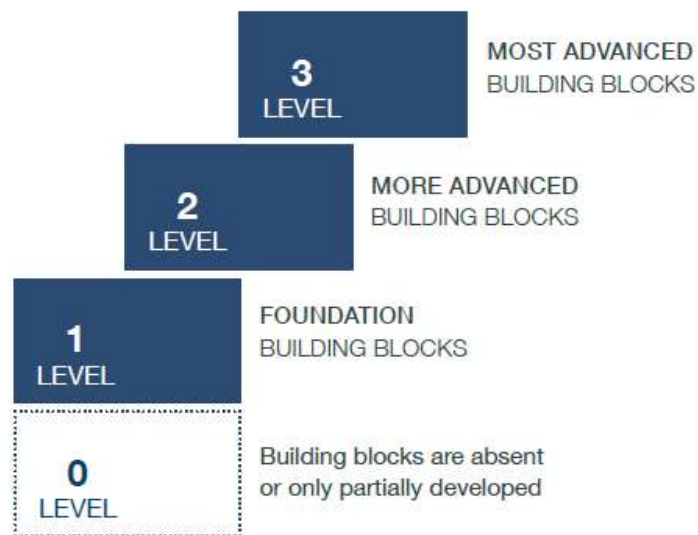 3
LEVEL
MOST ADVANCED
BUILDING BLOCKS
2
LEVEL
MORE ADVANCED
BUILDING BLOCKS
1
LEVEL
FOUNDATION
BUILDING BLOCKS
0
LEVEL
Building blocks are absent
or only partially developed